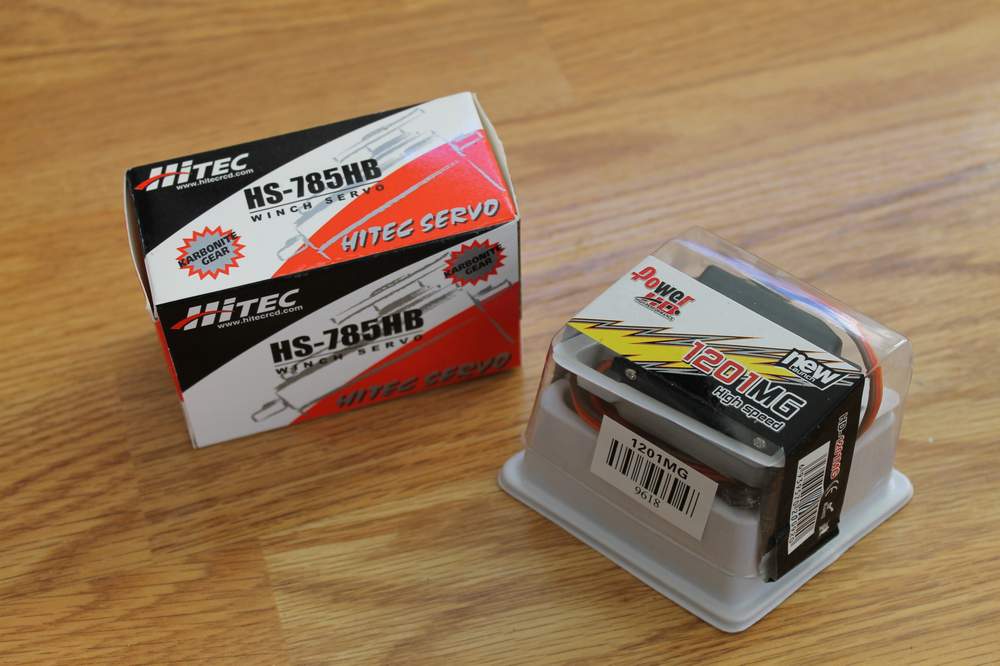 HiTEC
www.hitecrcd.com
HS-785HB
WINCH SERVO
KARBONITE
GEAR
HITEC SERVO
HiTEC
www.hitecrcd.com
HS-785HB
WINCH SERVO
KARBONITE
GEAR
HITEC SERVO
Power
HD
1201MG
High speed
new
Launch
1201MG
9618